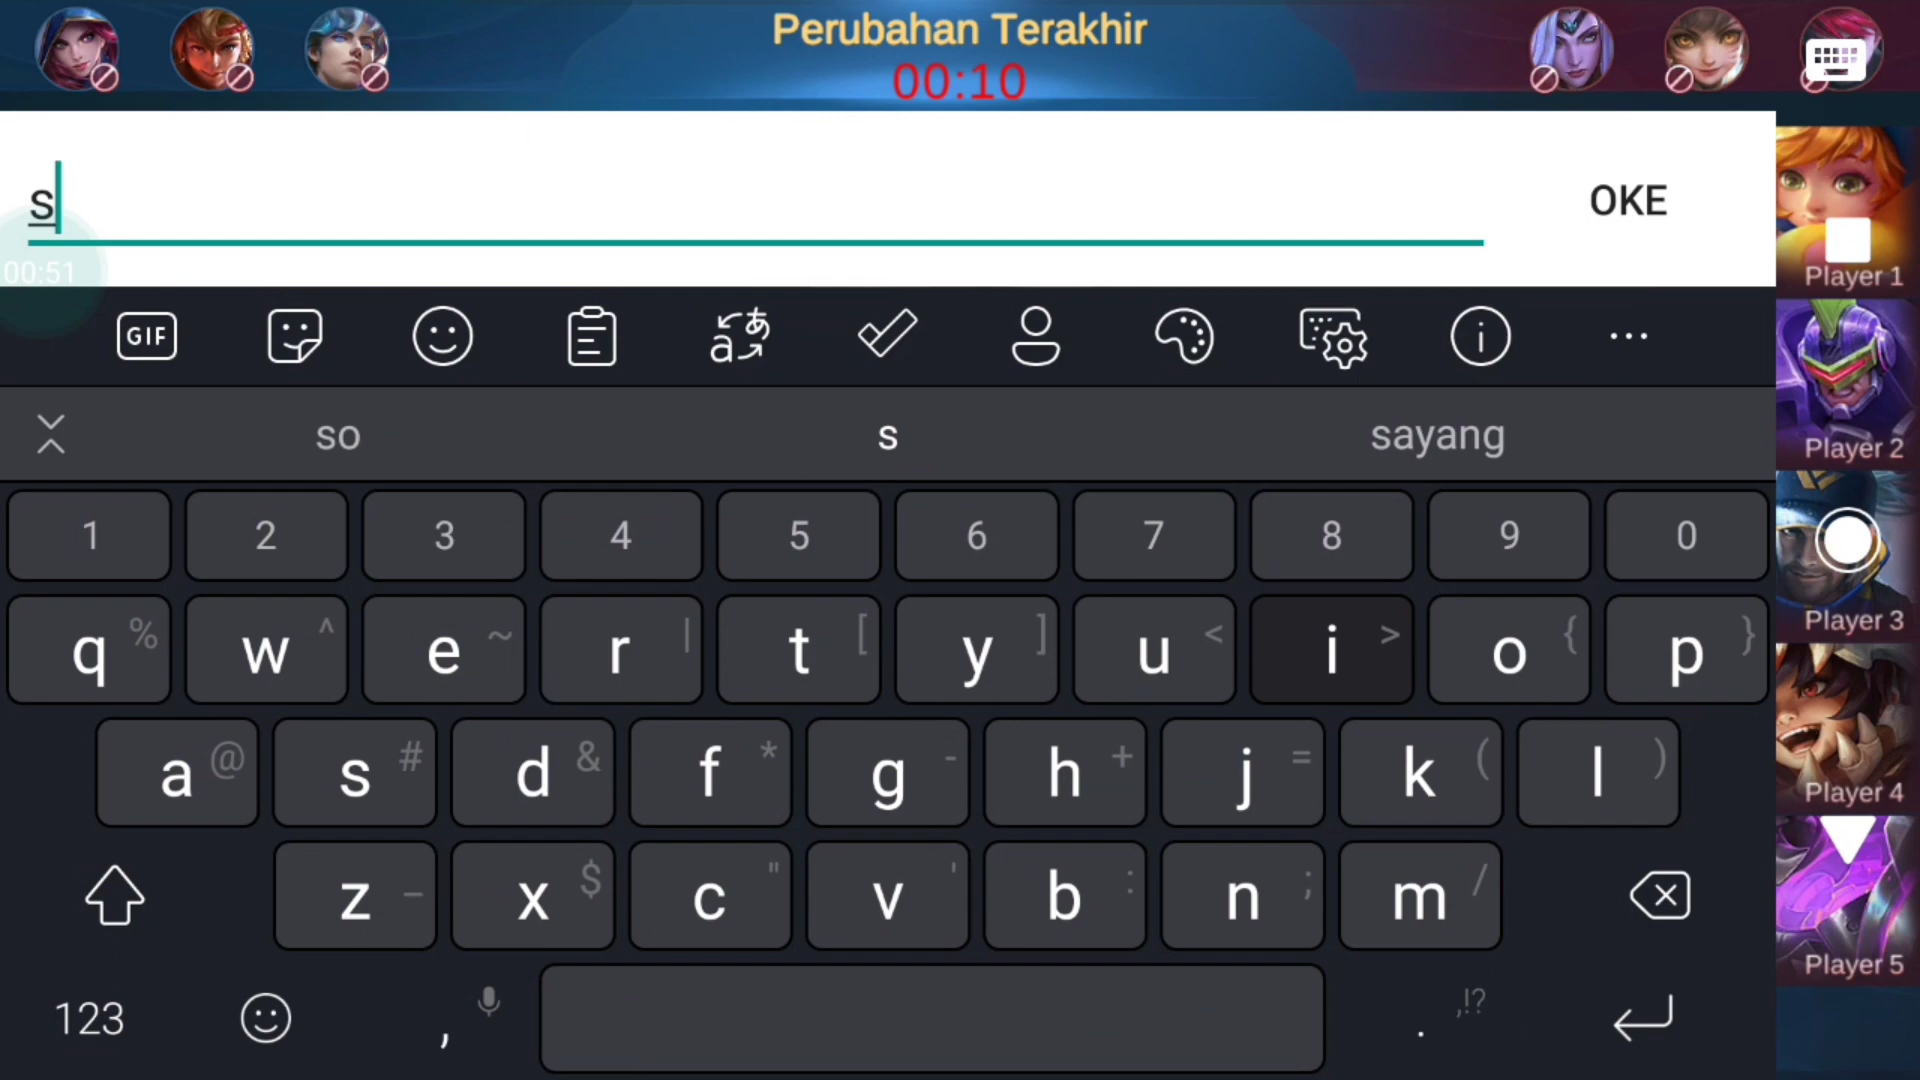 Perubahan Terakhir
00:10
s
OKE
00:51
GIF
a あ
so s sayang
1 2 3 4 5 6 7 8 9 0
q % w ^ e ~ r | t [ y ] u < i > o { p }
a @ s # d & f * g - h + j = k ( l )
z _ x $ c " v ' b : n ; m /
123 , . ,!?
Player 1
Player 2
Player 3
Player 4
Player 5